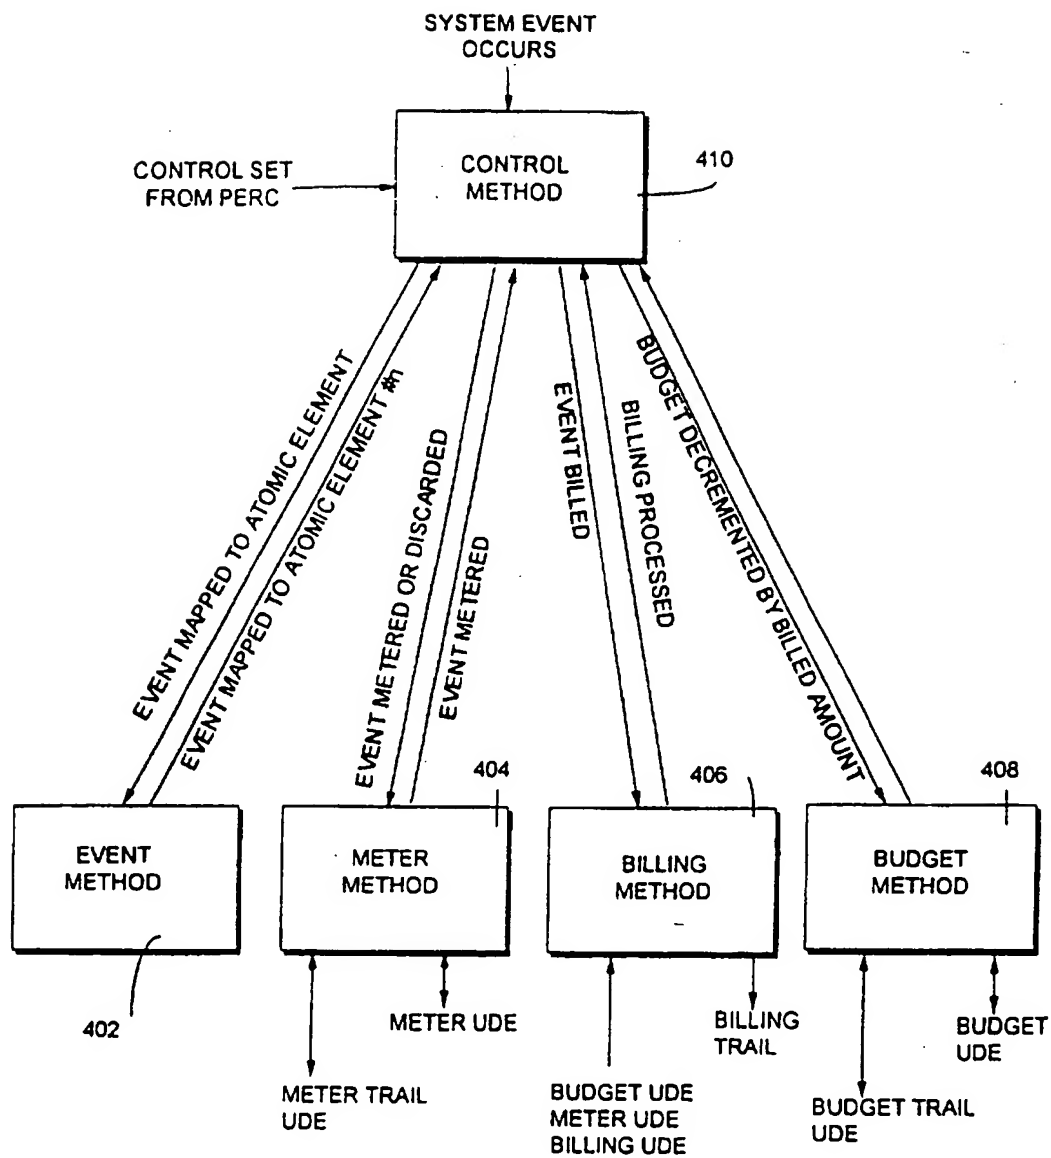 SYSTEM EVENT
OCCURS
CONTROL
METHOD
410
CONTROL SET
FROM PERC
EVENT MAPPED TO ATOMIC ELEMENT
EVENT MAPPED TO ATOMIC ELEMENT #n
EVENT METERED OR DISCARDED
EVENT METERED
EVENT BILLED
BILLING PROCESSED
BUDGET DECREMENTED BY BILLED AMOUNT
404
406
408
EVENT
METHOD
METER
METHOD
BILLING
METHOD
BUDGET
METHOD
402
METER UDE
METER TRAIL
UDE
BILLING
TRAIL
BUDGET UDE
METER UDE
BILLING UDE
BUDGET
UDE
BUDGET TRAIL
UDE